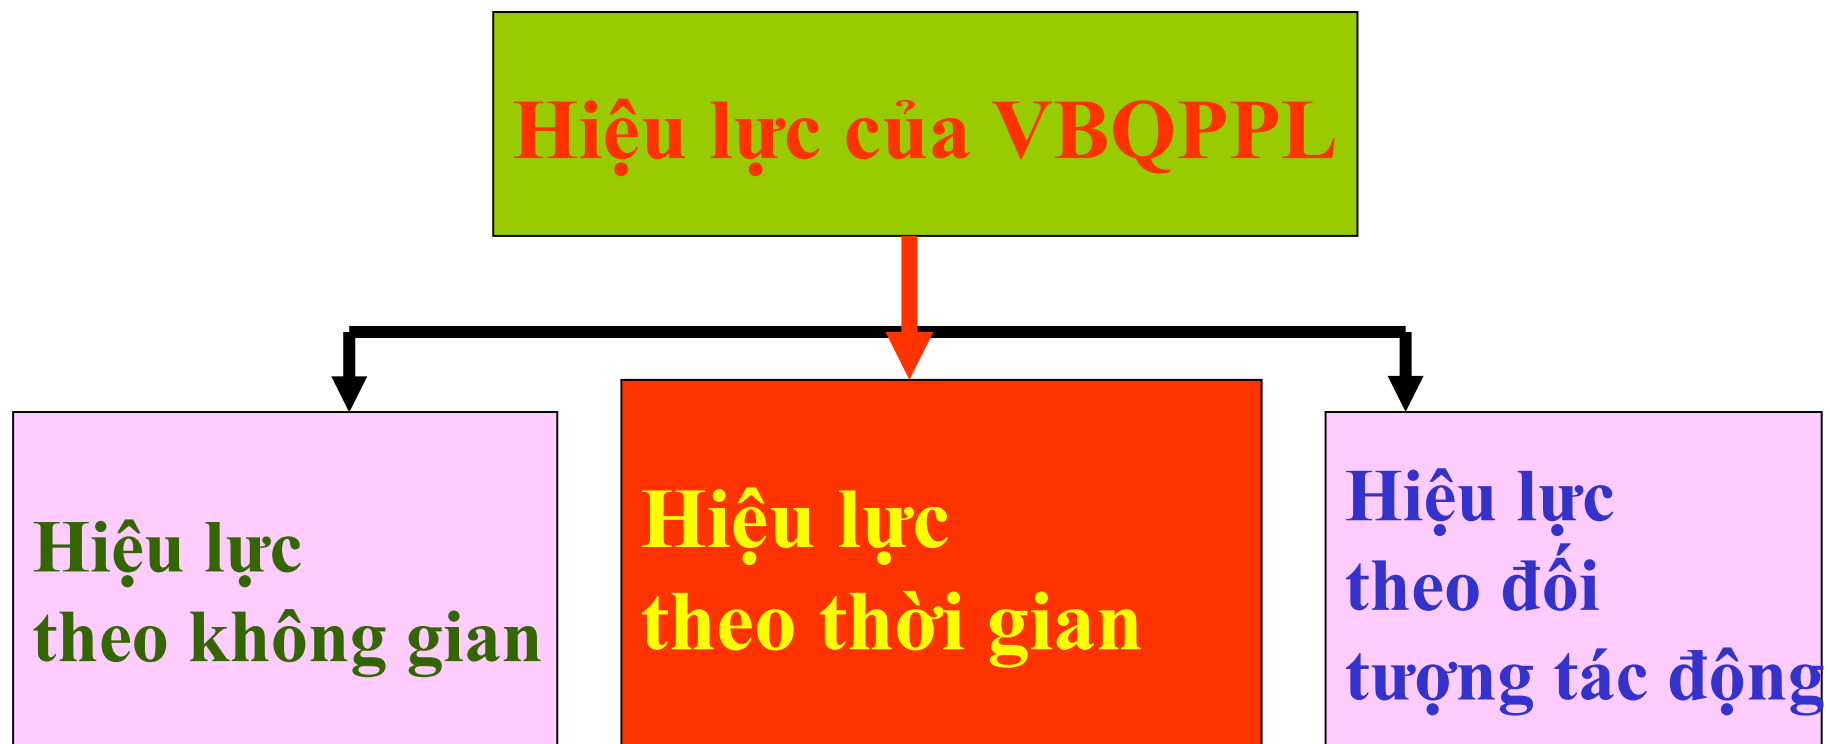 Hiệu lực của VBQPPL
Hiệu lực
theo không gian
Hiệu lực
theo thời gian
Hiệu lực
theo đối
tượng tác động